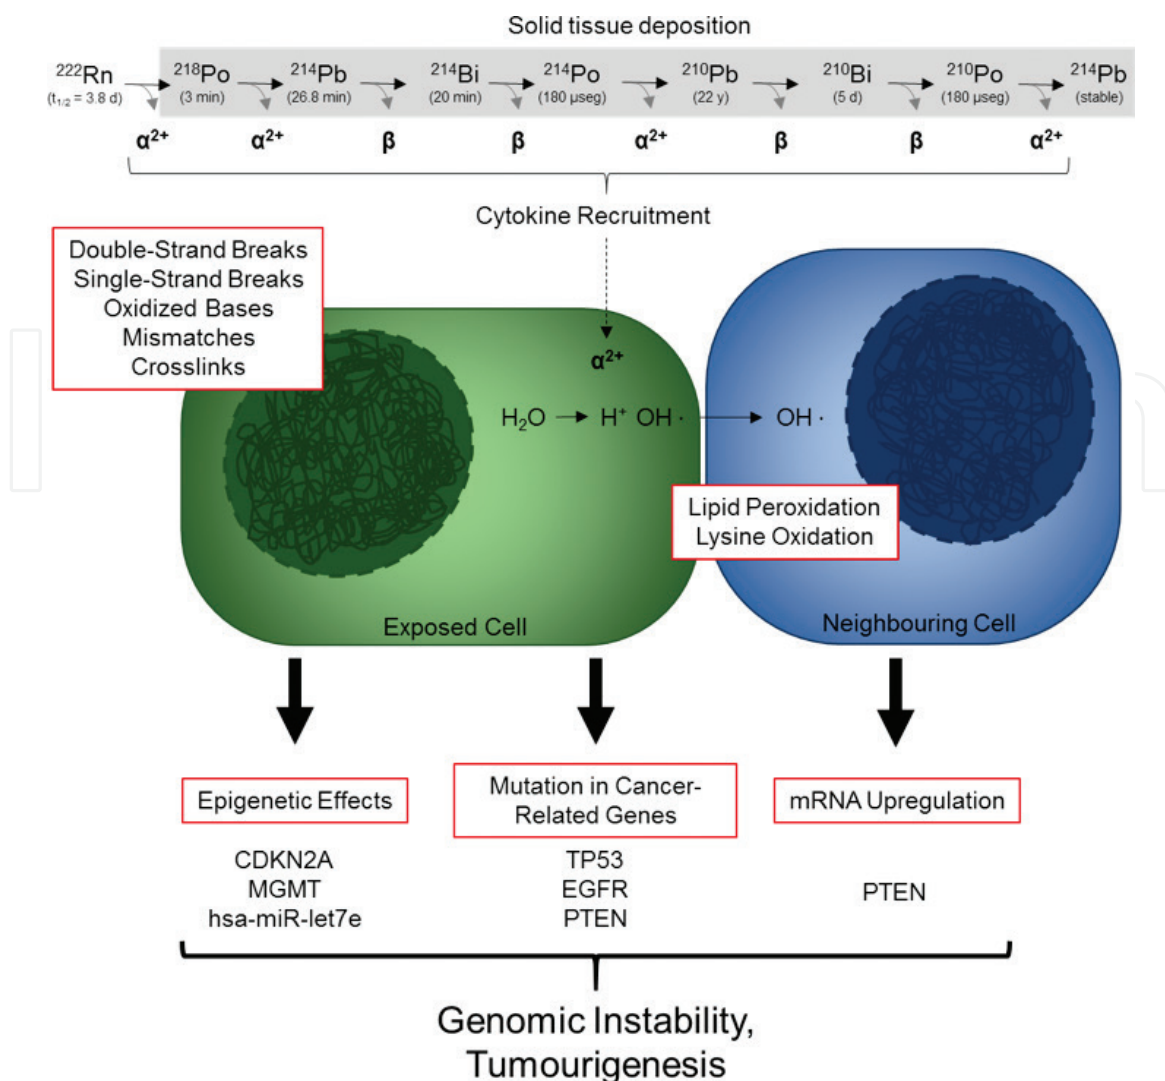 Solid tissue deposition
²²²Rn ²¹⁸Po ²¹⁴Pb ²¹⁴Bi ²¹⁴Po ²¹⁰Pb ²¹⁰Bi ²¹⁰Po ²¹⁴Pb
(t₁/₂ = 3.8 d) (3 min) (26.8 min) (20 min) (180 µseg) (22 y) (5 d) (180 µseg) (stable)
α²⁺ α²⁺ β β α²⁺ β β α²⁺
Cytokine Recruitment
Double-Strand Breaks
Single-Strand Breaks
Oxidized Bases
Mismatches
Crosslinks
α²⁺
H₂O → H⁺ OH · → OH ·
Lipid Peroxidation
Lysine Oxidation
Exposed Cell
Neighbouring Cell
Epigenetic Effects
CDKN2A
MGMT
hsa-miR-let7e
Mutation in Cancer-
Related Genes
TP53
EGFR
PTEN
mRNA Upregulation
PTEN
Genomic Instability,
Tumourigenesis